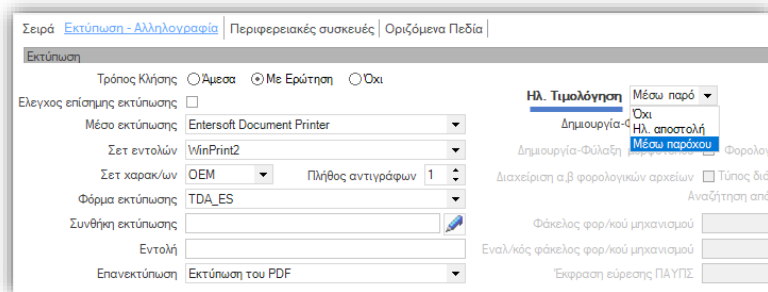 Σειρά Εκτύπωση - Αλληλογραφία Περιφερειακές συσκευές Οριζόμενα Πεδία
Εκτύπωση
Τρόπος Κλήσης Άμεσα Με Ερώτηση Όχι
Ηλ. Τιμολόγηση Μέσω παρό
Ελεγχος επίσημης εκτύπωσης
Όχι
Μέσο εκτύπωσης Entersoft Document Printer
Δημιουργία-Φ
Ηλ. αποστολή
Μέσω παρόχου
Σετ εντολών WinPrint2
Δημιουργία-Φύλαξη Φορολογ
Σετ χαρακ/ων OEM Πλήθος αντιγράφων 1
Διαχείριση α,β φορολογικών αρχείων Τύπος διά
Φόρμα εκτύπωσης TDA_ES
Αναζήτηση από
Συνθήκη εκτύπωσης
Φάκελος φορ/κού μηχανισμού
Εντολή
Εναλ/κός φάκελος φορ/κού μηχανισμού
Επανεκτύπωση Εκτύπωση του PDF
Έκφραση εύρεσης ΠΑΥΠΣ